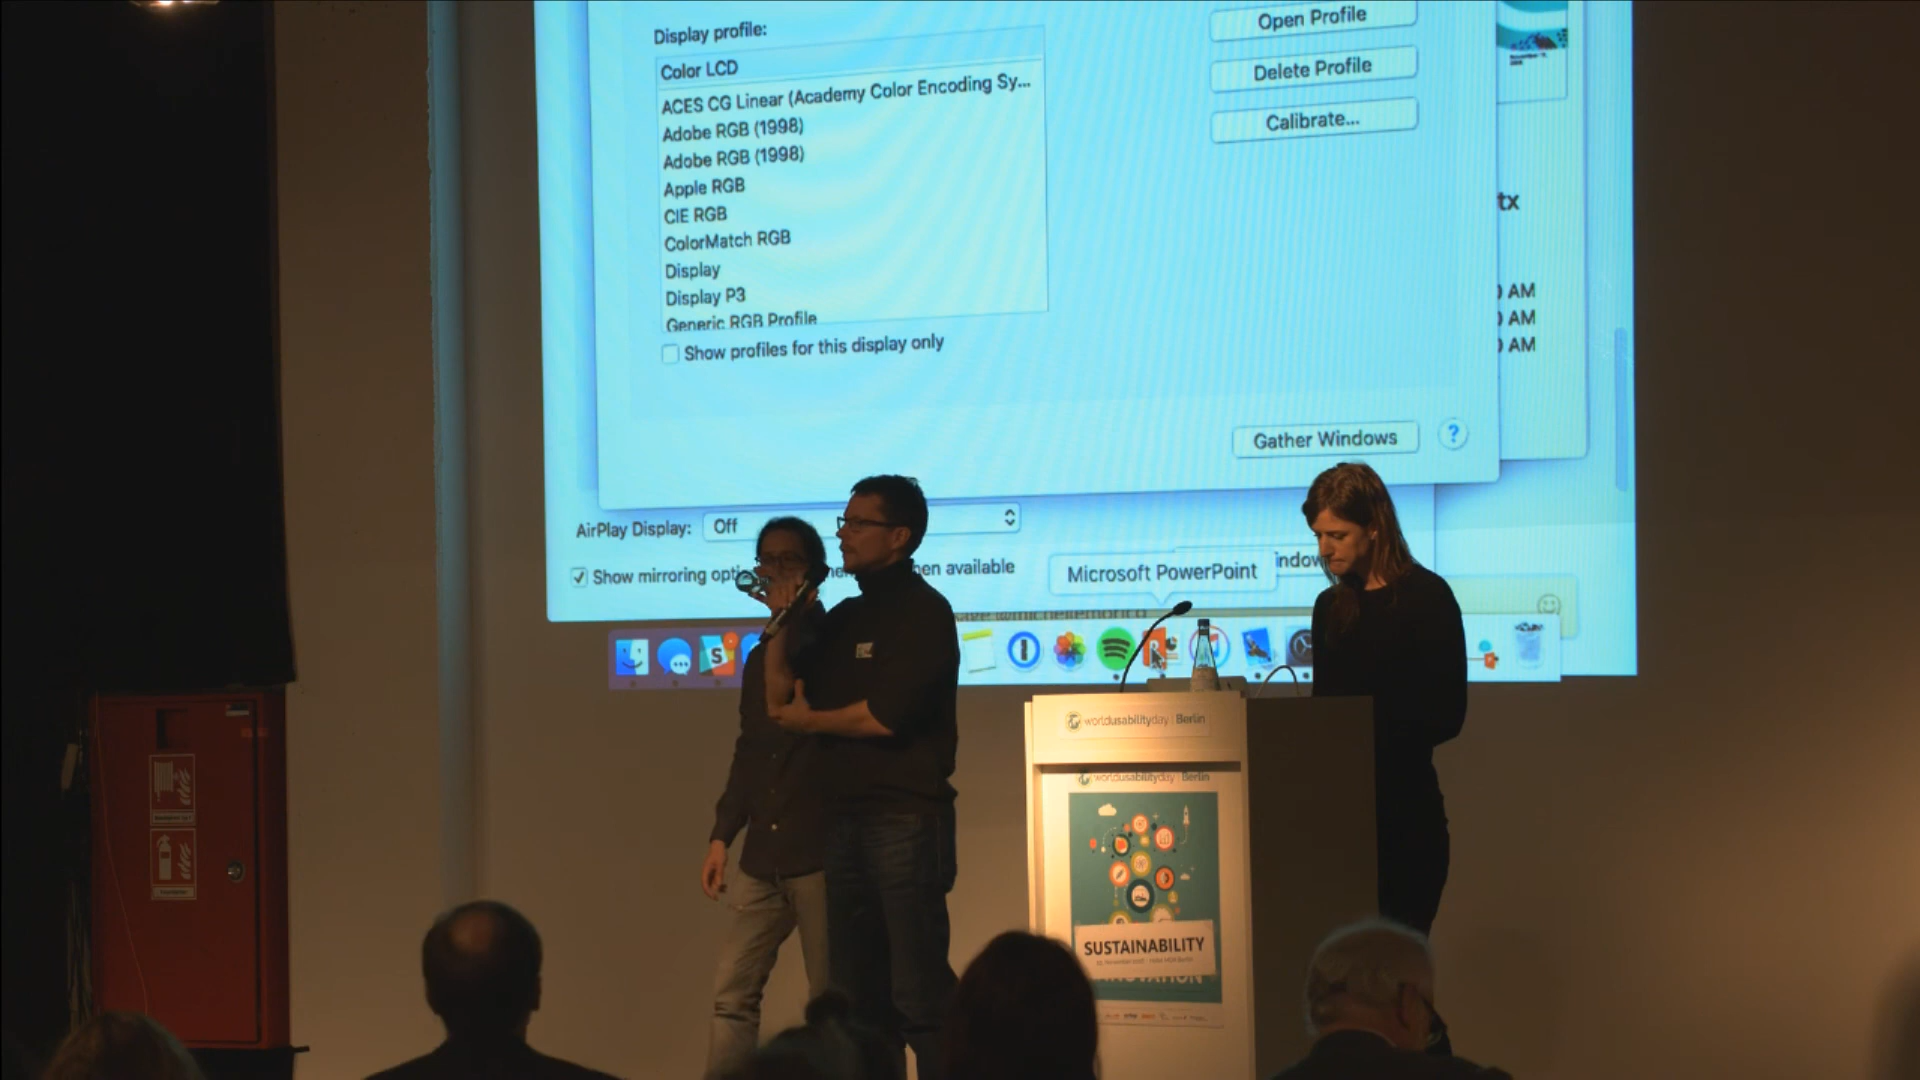 Display profile:
Open Profile
Color LCD
Delete Profile
ACES CG Linear (Academy Color Encoding Sy...
Calibrate...
Adobe RGB (1998)
Adobe RGB (1998)
Apple RGB
CIE RGB
ColorMatch RGB
Display
Display P3
Generic RGB Profile
Show profiles for this display only
tx
AM
AM
AM
Gather Windows
?
AirPlay Display: Off
Show mirroring opti
en available
Microsoft PowerPoint
indow
S
worldusabilityday | Berlin
worldusabilityday | Berlin
SUSTAINABILITY